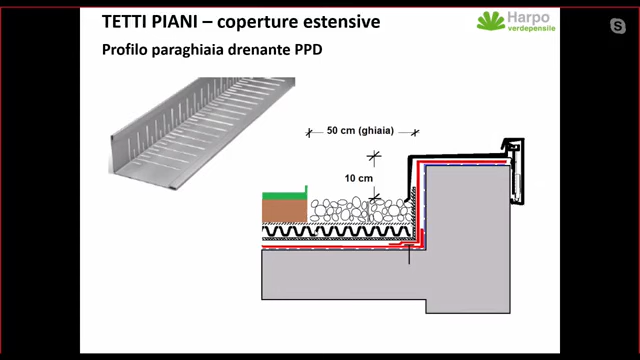 TETTI PIANI – coperture estensive
Harpo
verdepensile
Profilo paraghiaia drenante PPD
50 cm (ghiaia)
10 cm